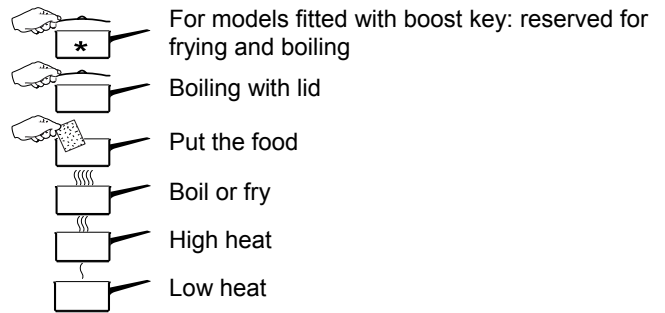 For models fitted with boost key: reserved for
frying and boiling
*
Boiling with lid
Put the food
Boil or fry
High heat
Low heat